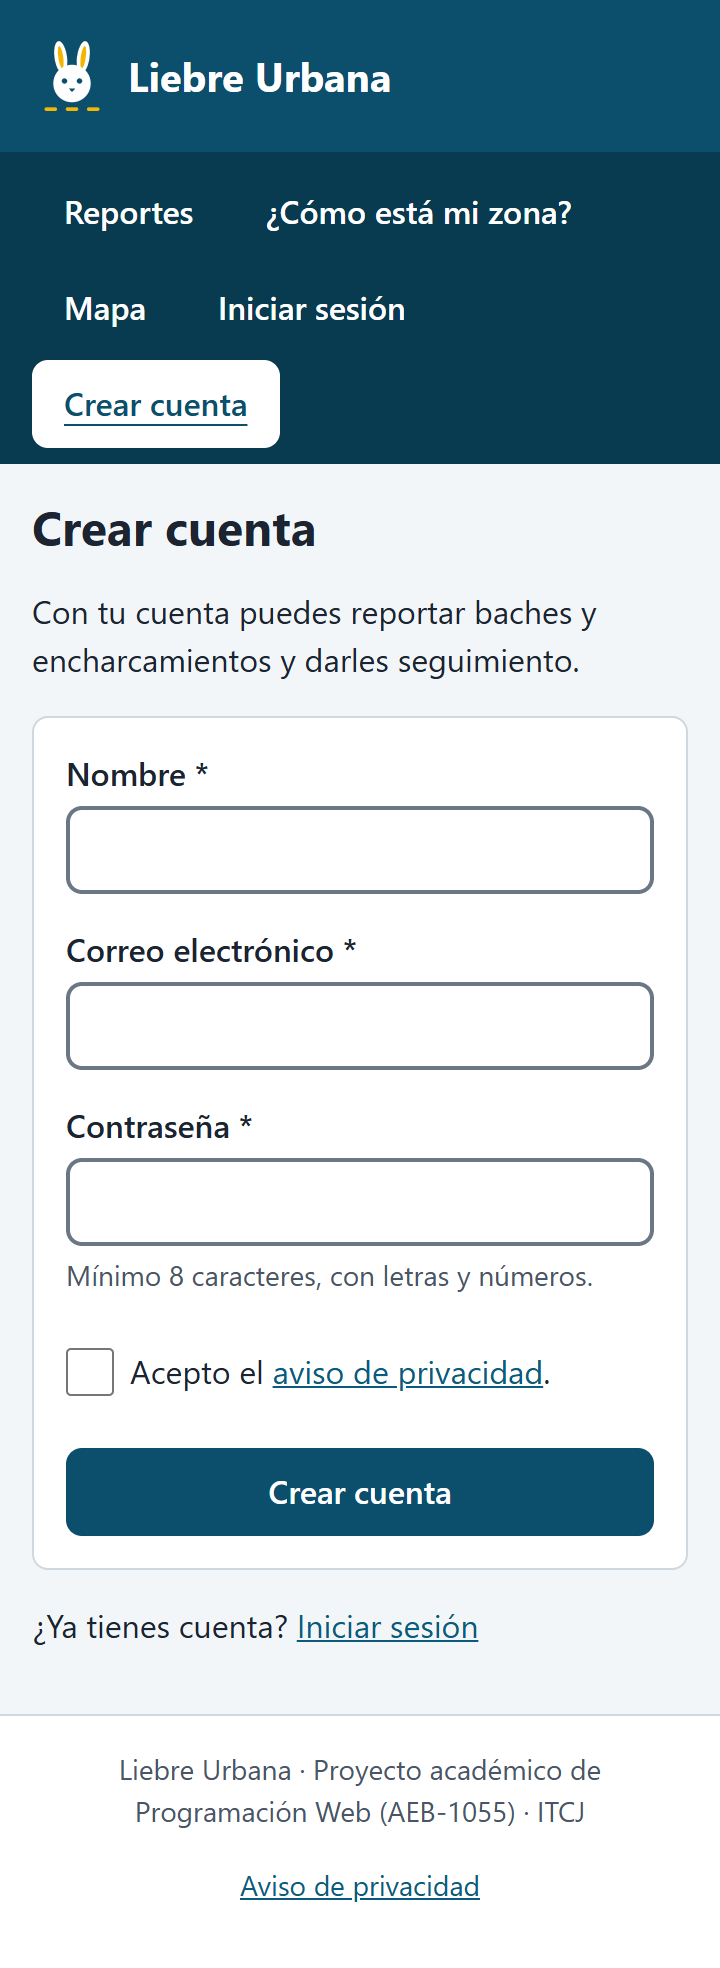 Liebre Urbana
Reportes
¿Cómo está mi zona?
Mapa
Iniciar sesión
Crear cuenta
Crear cuenta
Con tu cuenta puedes reportar baches y
encharcamientos y darles seguimiento.
Nombre *
Correo electrónico *
Contraseña *
Mínimo 8 caracteres, con letras y números.
Acepto el aviso de privacidad.
Crear cuenta
¿Ya tienes cuenta? Iniciar sesión
Liebre Urbana · Proyecto académico de
Programación Web (AEB-1055) · ITCJ
Aviso de privacidad